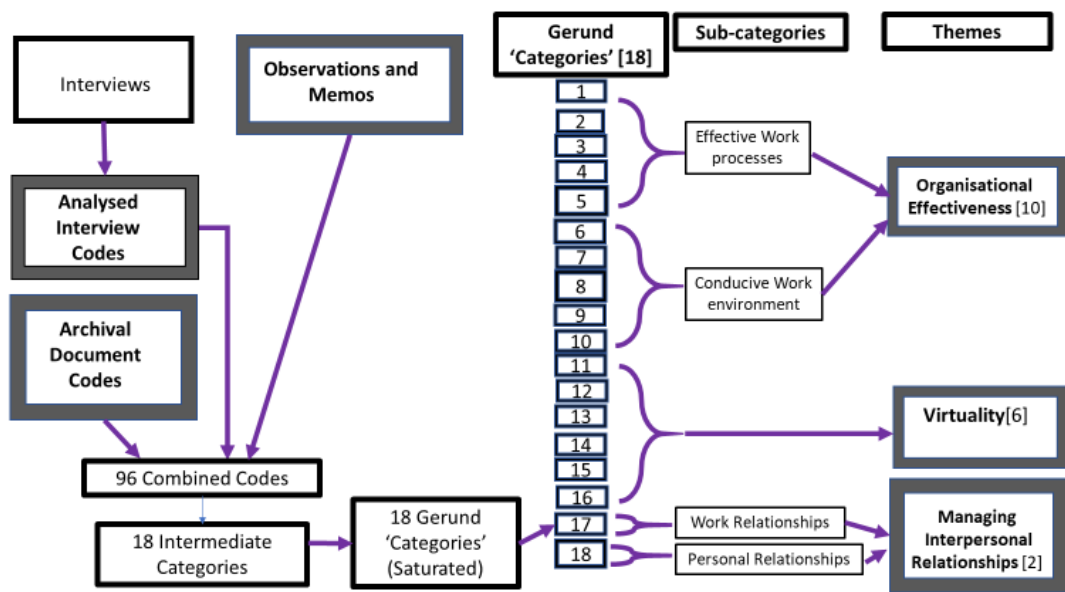 Interviews
Observations and
Memos
Analysed
Interview
Codes
Archival
Document
Codes
96 Combined Codes
18 Intermediate
Categories
18 Gerund
‘Categories’
(Saturated)
Gerund
‘Categories’ [18]
1
2
3
4
5
6
7
8
9
10
11
12
13
14
15
16
17
18
Sub-categories
Effective Work
processes
Conducive Work
environment
Work Relationships
Personal Relationships
Themes
Organisational
Effectiveness [10]
Virtuality[6]
Managing
Interpersonal
Relationships [2]